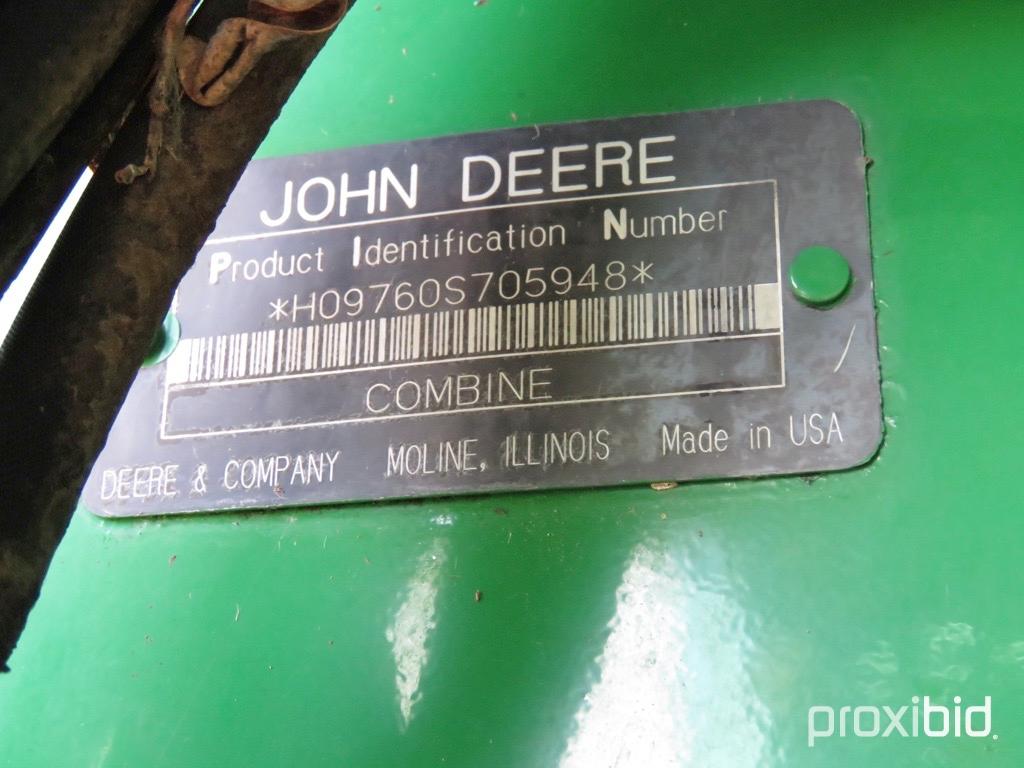 JOHN DEERE
Product Identification Number
*H09760S705948*
COMBINE
DEERE & COMPANY MOLINE, ILLINOIS Made in USA
proxibid.